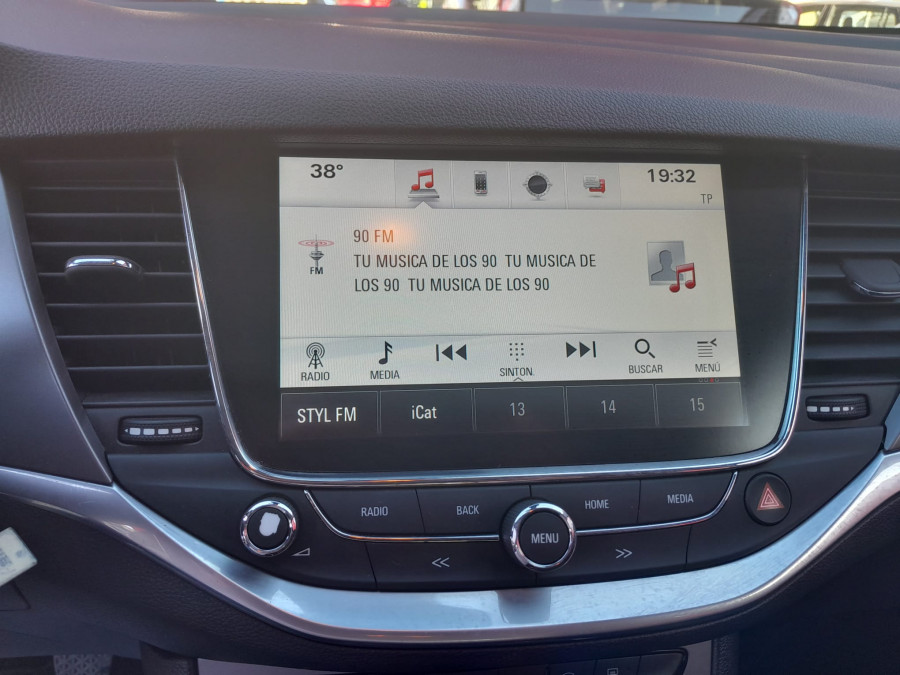 38°
19:32
TP
FM
90 FM
TU MUSICA DE LOS 90 TU MUSICA DE
LOS 90 TU MUSICA DE LOS 90
RADIO
MEDIA
SINTON.
BUSCAR
MENÚ
STYL FM
iCat
13
14
15
RADIO
BACK
HOME
MEDIA
MENU